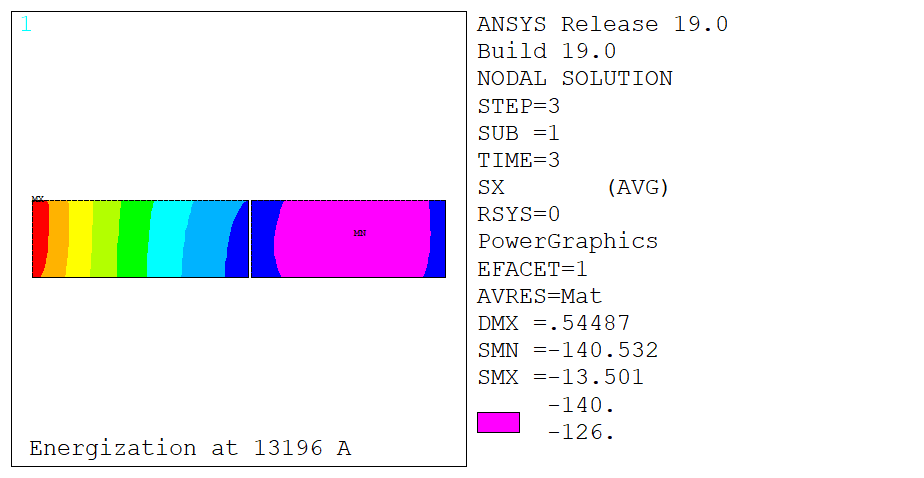 1
ANSYS Release 19.0
Build 19.0
NODAL SOLUTION
STEP=3
SUB =1
TIME=3
SX (AVG)
RSYS=0
PowerGraphics
EFACET=1
AVRES=Mat
DMX =.54487
SMN =-140.532
SMX =-13.501
-140.
-126.
MX
MN
Energization at 13196 A